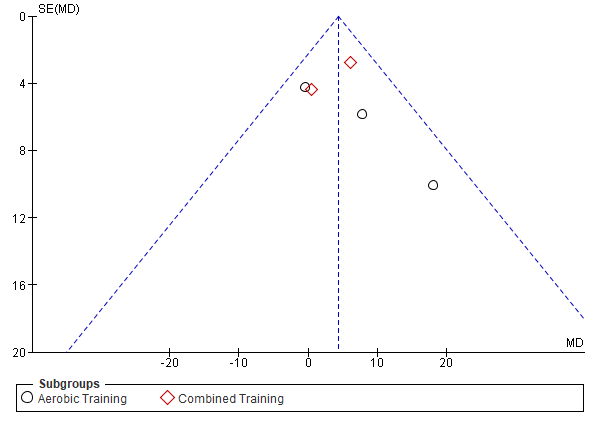 SE(MD)
0
4
8
12
16
20
-20
-10
0
10
20
MD
Subgroups
Aerobic Training
Combined Training